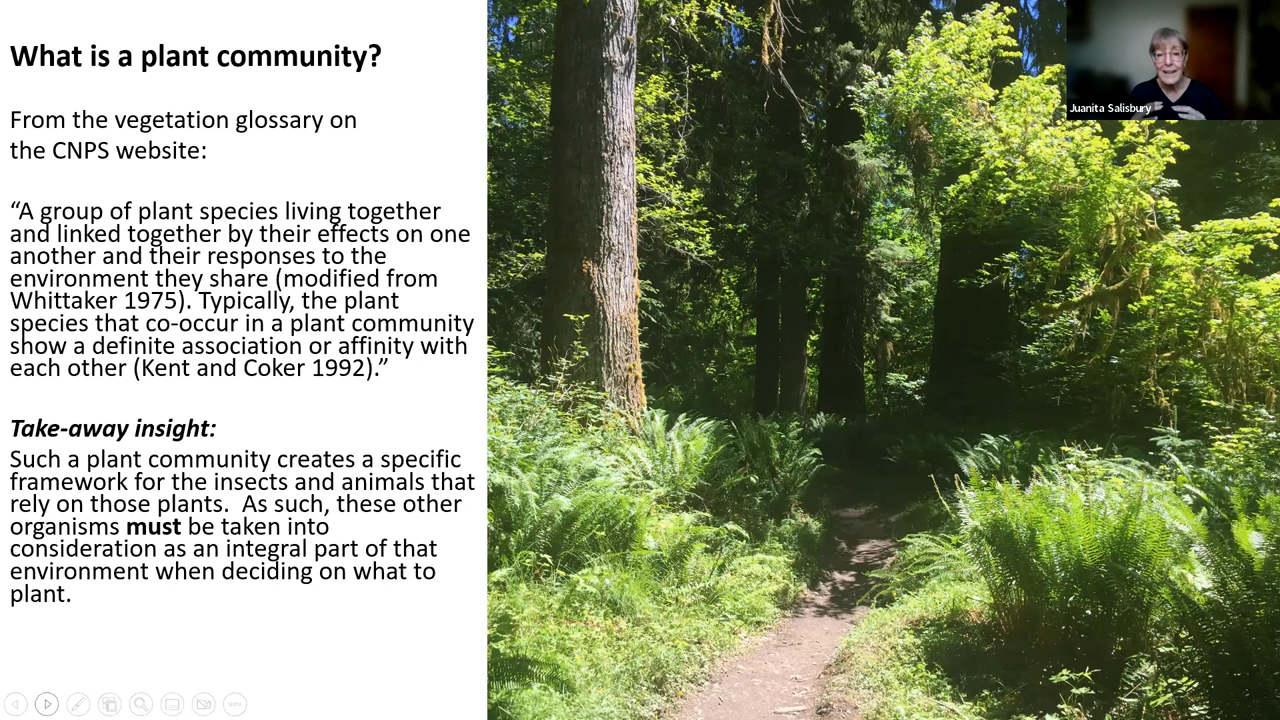 What is a plant community?
From the vegetation glossary on
the CNPS website:
“A group of plant species living together
and linked together by their effects on one
another and their responses to the
environment they share (modified from
Whittaker 1975). Typically, the plant
species that co-occur in a plant community
show a definite association or affinity with
each other (Kent and Coker 1992).”
Take-away insight:
Such a plant community creates a specific
framework for the insects and animals that
rely on those plants.  As such, these other
organisms must be taken into
consideration as an integral part of that
environment when deciding on what to
plant.
Juanita Salisbury